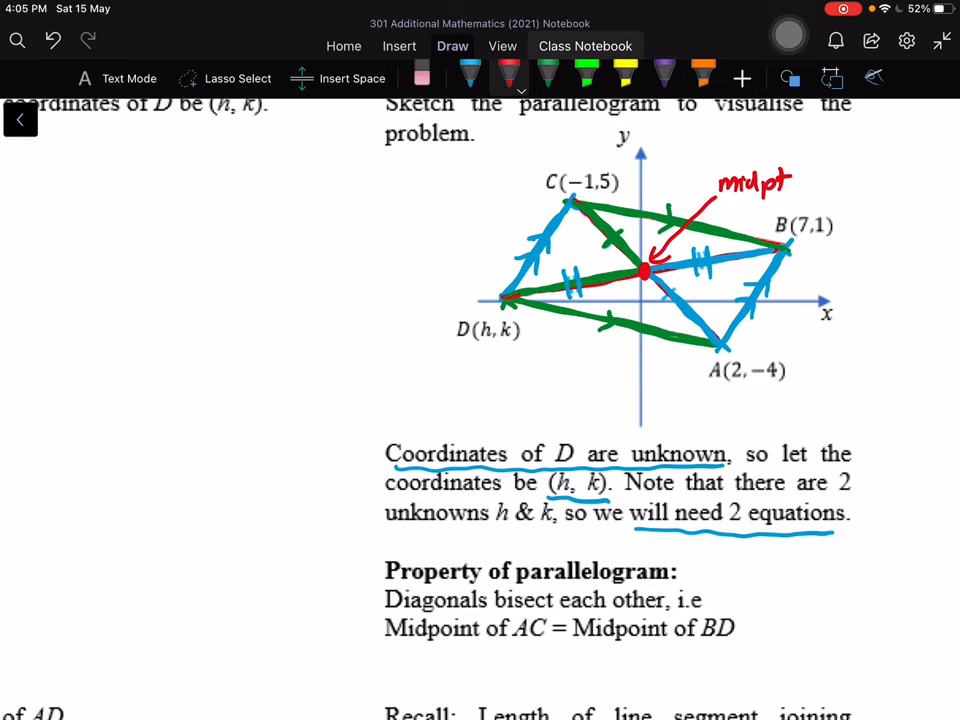 4:05 PM Sat 15 May
52%
301 Additional Mathematics (2021) Notebook
Home Insert Draw View Class Notebook
Text Mode Lasso Select Insert Space
coordinates of D be (h, k).
Sketch the parallelogram to visualise the
problem.
y
C(−1,5)
midpt
B(7,1)
x
D(h, k)
A(2, −4)
Coordinates of D are unknown, so let the
coordinates be (h, k). Note that there are 2
unknowns h & k, so we will need 2 equations.
Property of parallelogram:
Diagonals bisect each other, i.e
Midpoint of AC = Midpoint of BD
of AD
Recall: Length of line segment joining